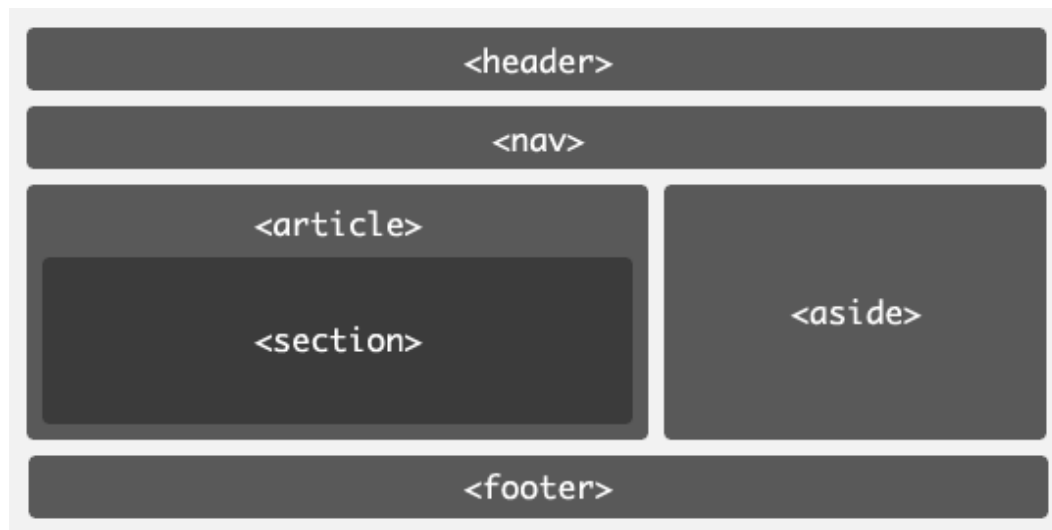 <header>
<nav>
<article>
<section>
<aside>
<footer>